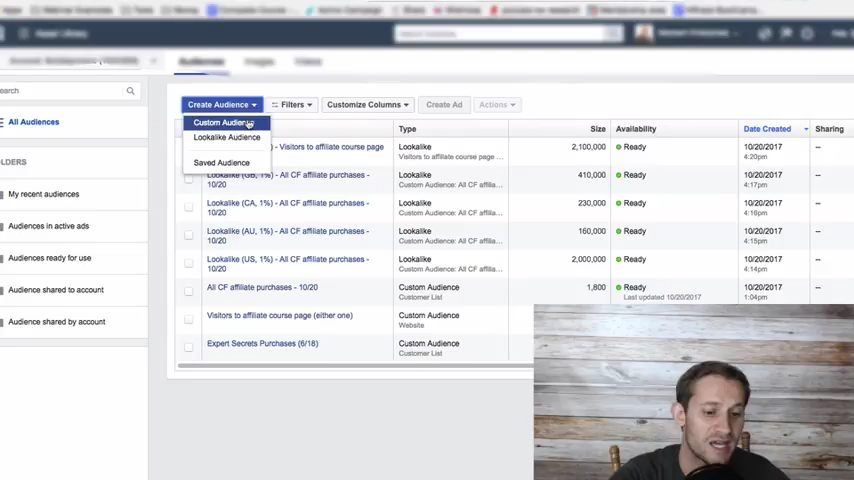 Audiences
Images
Videos
earch
All Audiences
OLDERS
My recent audiences
Audiences in active ads
Audiences ready for use
Audience shared to account
Audience shared by account
Create Audience
Filters
Customize Columns
Create Ad
Actions
Custom Audience
Lookalike Audience
Saved Audience
Type
Size
Availability
Date Created
Sharing
) - Visitors to affiliate course page
Lookalike
Visitors to affiliate course page ...
2,100,000
Ready
10/20/2017
4:20pm
--
Lookalike (GB, 1%) - All CF affiliate purchases -
10/20
Lookalike
Custom Audience: All CF affilia...
410,000
Ready
10/20/2017
4:17pm
--
Lookalike (CA, 1%) - All CF affiliate purchases -
10/20
Lookalike
Custom Audience: All CF affilia...
230,000
Ready
10/20/2017
4:16pm
--
Lookalike (AU, 1%) - All CF affiliate purchases -
10/20
Lookalike
Custom Audience: All CF affilia...
160,000
Ready
10/20/2017
4:15pm
--
Lookalike (US, 1%) - All CF affiliate purchases -
10/20
Lookalike
Custom Audience: All CF affilia...
2,000,000
Ready
10/20/2017
4:14pm
--
All CF affiliate purchases - 10/20
Custom Audience
Customer List
1,800
Ready
Last updated 10/20/2017
10/20/2017
1:04pm
--
Visitors to affiliate course page (either one)
Custom Audience
Website
Expert Secrets Purchases (6/18)
Custom Audience
Customer List